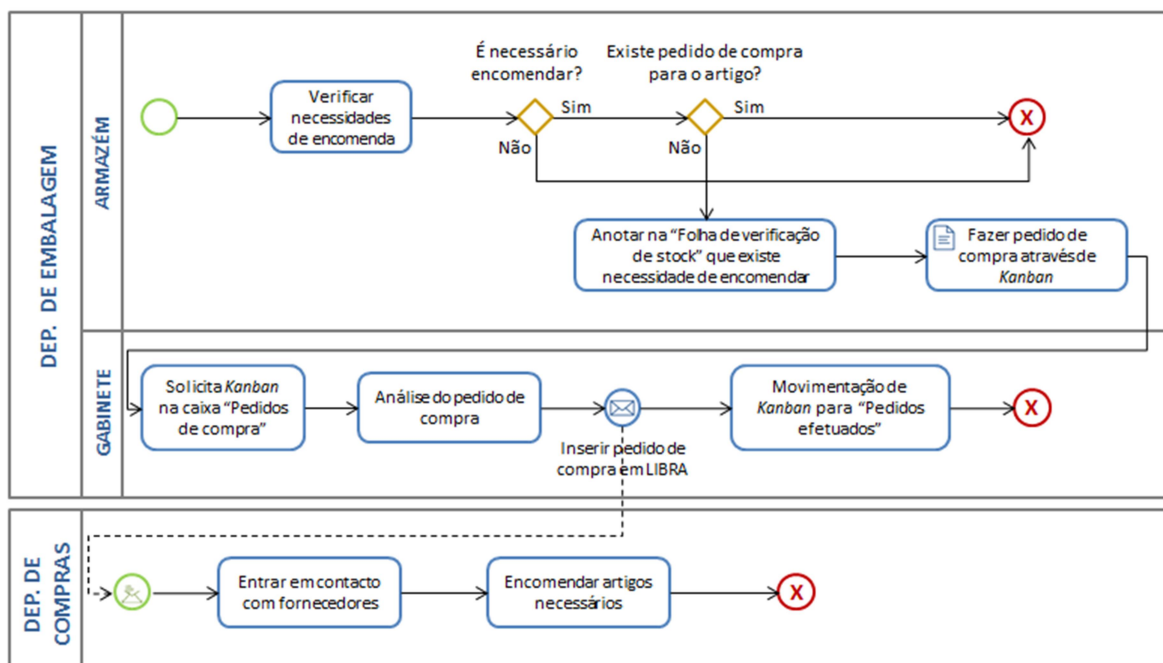 DEP. DE EMBALAGEM
ARMAZÉM
É necessário
encomendar?
Existe pedido de compra
para o artigo?
Verificar
necessidades
de encomenda
Sim
Sim
X
Não
Não
Anotar na “Folha de verificação
de stock” que existe
necessidade de encomendar
Fazer pedido de
compra através de
Kanban
GABINETE
Solicita Kanban
na caixa “Pedidos
de compra”
Análise do pedido de
compra
Inserir pedido de
compra em LIBRA
Movimentação de
Kanban para “Pedidos
efetuados”
X
DEP. DE
COMPRAS
Entrar em contacto
com fornecedores
Encomendar artigos
necessários
X